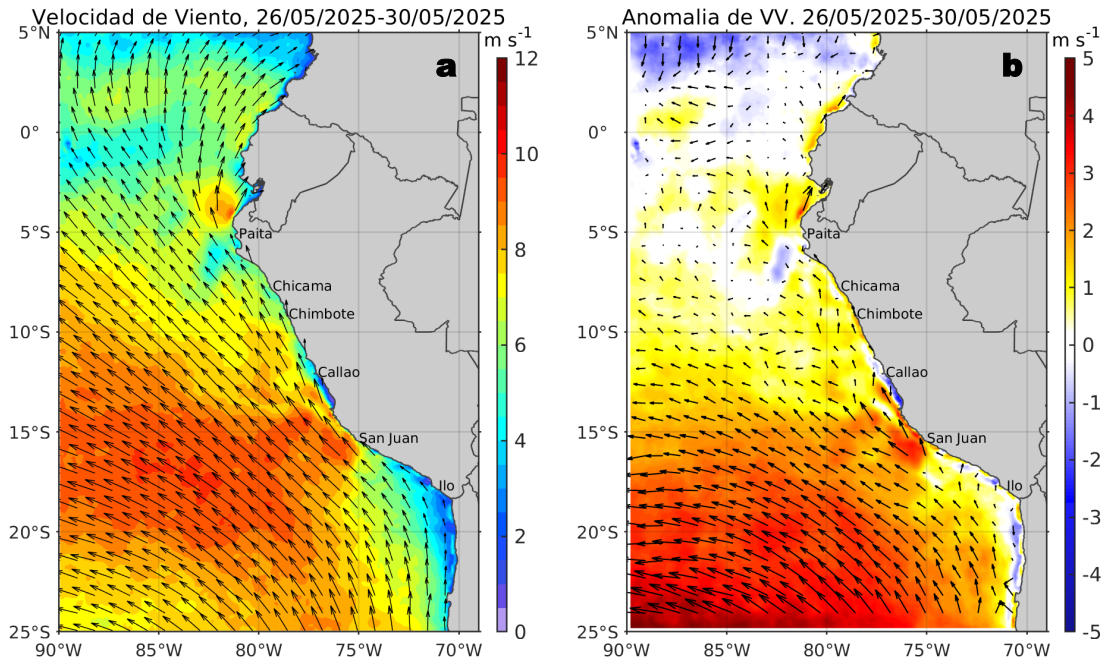 Velocidad de Viento, 26/05/2025-30/05/2025
m s⁻¹
a
5°N
0°
5°S
10°S
15°S
20°S
25°S
90°W
85°W
80°W
75°W
70°W
Paita
Chicama
Chimbote
Callao
San Juan
Ilo
12
10
8
6
4
2
0
Anomalia de VV. 26/05/2025-30/05/2025
m s⁻¹
b
5°N
0°
5°S
10°S
15°S
20°S
25°S
90°W
85°W
80°W
75°W
70°W
Paita
Chicama
Chimbote
Callao
San Juan
Ilo
5
4
3
2
1
0
-1
-2
-3
-4
-5